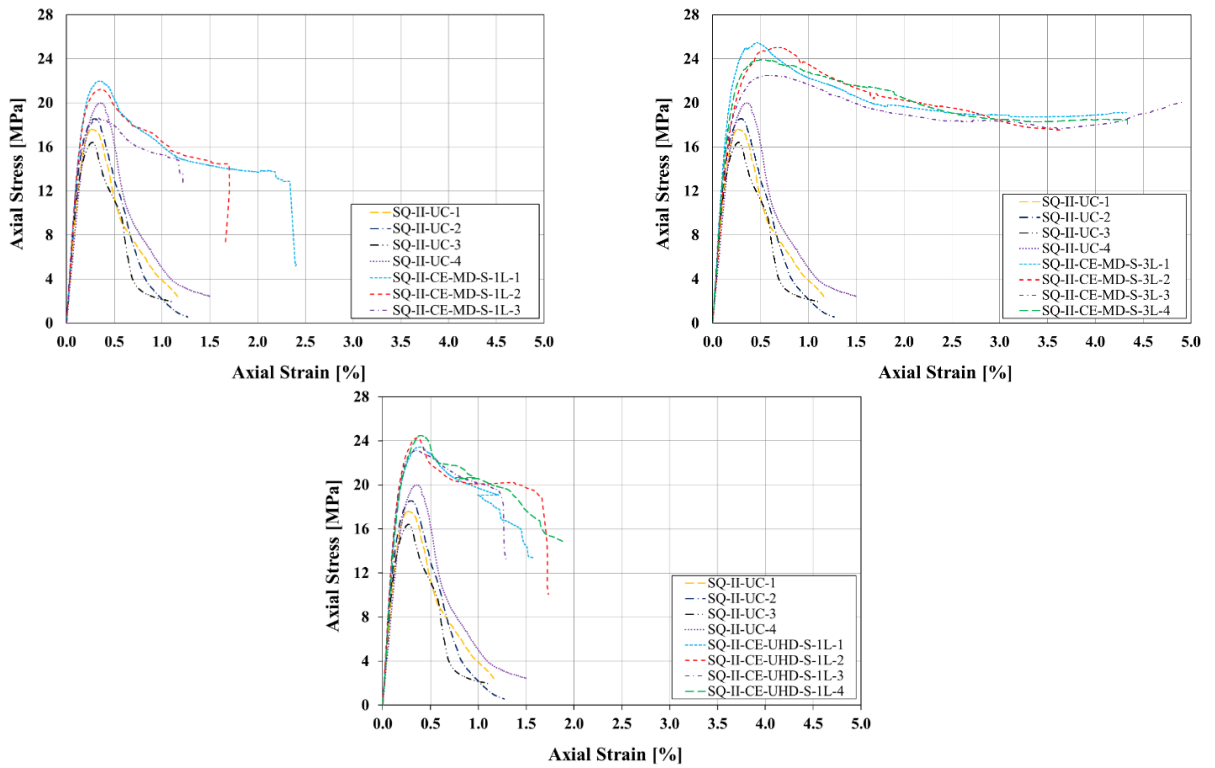 Axial Stress [MPa]
28
24
20
16
12
8
4
0
0.0 0.5 1.0 1.5 2.0 2.5 3.0 3.5 4.0 4.5 5.0
Axial Strain [%]
SQ-II-UC-1
SQ-II-UC-2
SQ-II-UC-3
SQ-II-UC-4
SQ-II-CE-MD-S-1L-1
SQ-II-CE-MD-S-1L-2
SQ-II-CE-MD-S-1L-3
Axial Stress [MPa]
28
24
20
16
12
8
4
0
0.0 0.5 1.0 1.5 2.0 2.5 3.0 3.5 4.0 4.5 5.0
Axial Strain [%]
SQ-II-UC-1
SQ-II-UC-2
SQ-II-UC-3
SQ-II-UC-4
SQ-II-CE-MD-S-3L-1
SQ-II-CE-MD-S-3L-2
SQ-II-CE-MD-S-3L-3
SQ-II-CE-MD-S-3L-4
Axial Stress [MPa]
28
24
20
16
12
8
4
0
0.0 0.5 1.0 1.5 2.0 2.5 3.0 3.5 4.0 4.5 5.0
Axial Strain [%]
SQ-II-UC-1
SQ-II-UC-2
SQ-II-UC-3
SQ-II-UC-4
SQ-II-CE-UHD-S-1L-1
SQ-II-CE-UHD-S-1L-2
SQ-II-CE-UHD-S-1L-3
SQ-II-CE-UHD-S-1L-4